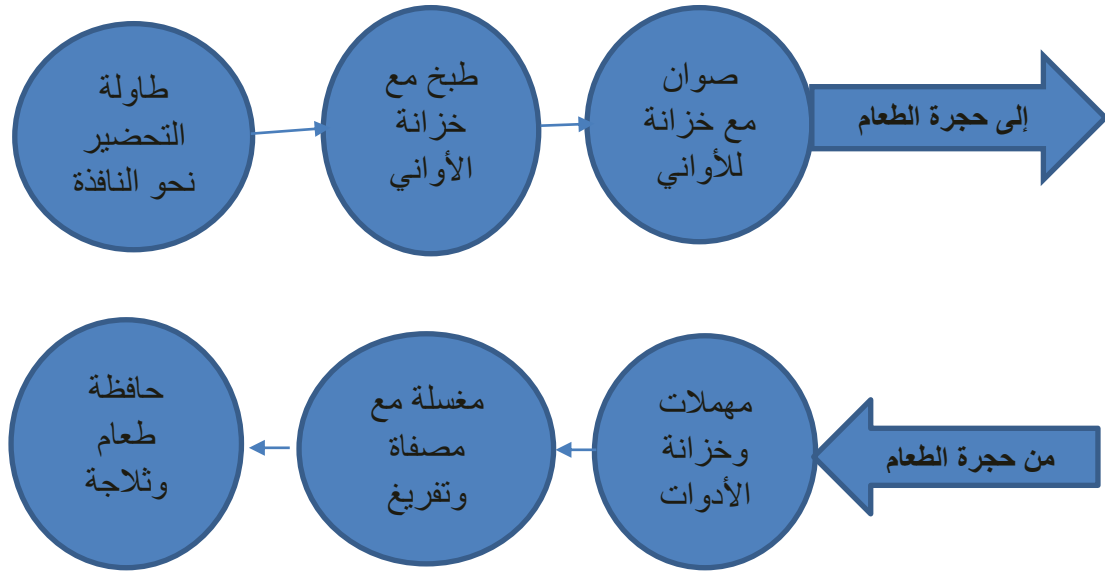 طاولة
التحضير
نحو النافذة
طبخ مع
خزانة
الأواني
صوان
مع خزانة
للأواني
إلى حجرة الطعام
من حجرة الطعام
مهملات
وخزانة
الأدوات
مغسلة مع
مصفاة
وتفريغ
حافظة
طعام
وثلاجة